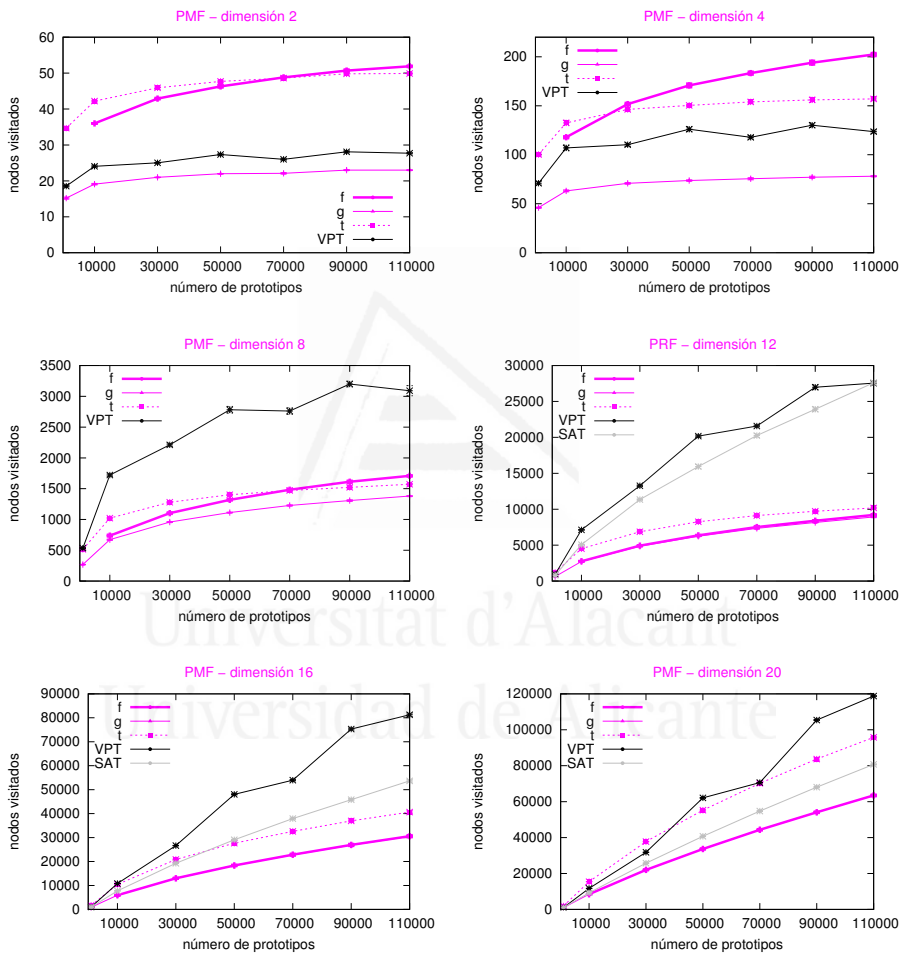 PMF − dimensión 2
60
50
40
30
20
10
0
nodos visitados
f
g
t
VPT
10000 30000 50000 70000 90000 110000
número de prototipos
PMF − dimensión 4
200
150
100
50
0
nodos visitados
f
g
t
VPT
10000 30000 50000 70000 90000 110000
número de prototipos
PMF − dimensión 8
3500
3000
2500
2000
1500
1000
500
0
nodos visitados
f
g
t
VPT
10000 30000 50000 70000 90000 110000
número de prototipos
PRF − dimensión 12
30000
25000
20000
15000
10000
5000
0
nodos visitados
f
g
t
VPT
SAT
10000 30000 50000 70000 90000 110000
número de prototipos
Universitat d'Alacant
Universidad de Alicante
PMF − dimensión 16
90000
80000
70000
60000
50000
40000
30000
20000
10000
0
nodos visitados
f
g
t
VPT
SAT
10000 30000 50000 70000 90000 110000
número de prototipos
PMF − dimensión 20
120000
100000
80000
60000
40000
20000
0
nodos visitados
f
g
t
VPT
SAT
10000 30000 50000 70000 90000 110000
número de prototipos